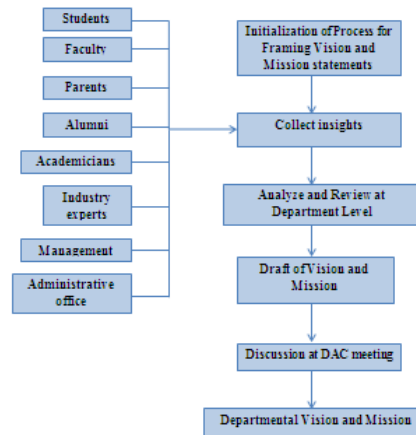 Students
Faculty
Parents
Alumni
Academicians
Industry
experts
Management
Administrative
office
Initialization of Process for
Framing Vision and
Mission statements
Collect insights
Analyze and Review at
Department Level
Draft of Vision and
Mission
Discussion at DAC meeting
Departmental Vision and Mission